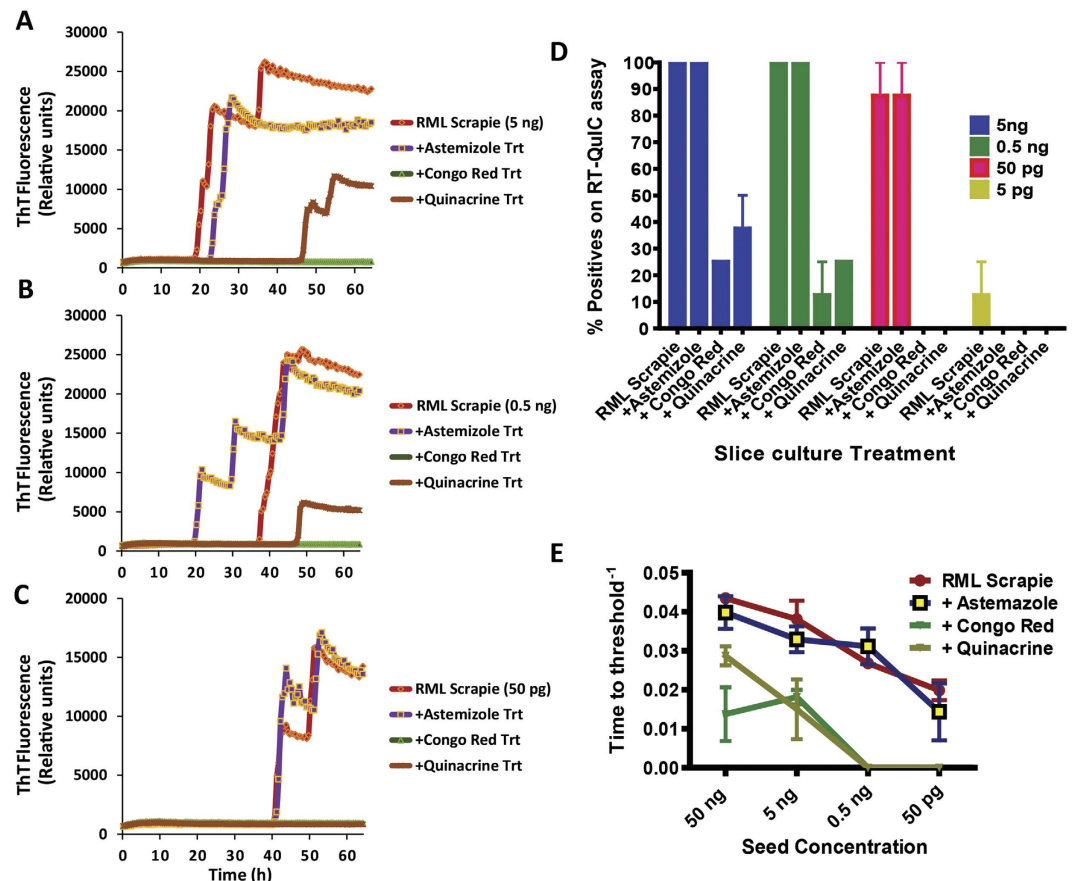 A
ThT Fluorescence
(Relative units)
30000
25000
20000
15000
10000
5000
0
0 10 20 30 40 50 60
RML Scrapie (5 ng)
+Astemizole Trt
+Congo Red Trt
+Quinacrine Trt
B
ThT Fluorescence
(Relative units)
30000
25000
20000
15000
10000
5000
0
0 10 20 30 40 50 60
RML Scrapie (0.5 ng)
+Astemizole Trt
+Congo Red Trt
+Quinacrine Trt
C
ThT Fluorescence
(Relative units)
20000
15000
10000
5000
0
0 10 20 30 40 50 60
Time (h)
RML Scrapie (50 pg)
+Astemizole Trt
+Congo Red Trt
+Quinacrine Trt
D
% Positives on RT-QuIC assay
100
90
80
70
60
50
40
30
20
10
0
5ng
0.5 ng
50 pg
5 pg
RML Scrapie
+Astemizole
+ Congo Red
+ Quinacrine
RML Scrapie
+Astemizole
+ Congo Red
+ Quinacrine
RML Scrapie
+Astemizole
+ Congo Red
+ Quinacrine
RML Scrapie
+Astemizole
+ Congo Red
+ Quinacrine
Slice culture Treatment
E
Time to threshold⁻¹
0.05
0.04
0.03
0.02
0.01
0.00
RML Scrapie
+ Astemazole
+ Congo Red
+ Quinacrine
50 ng
5 ng
0.5 ng
50 pg
Seed Concentration